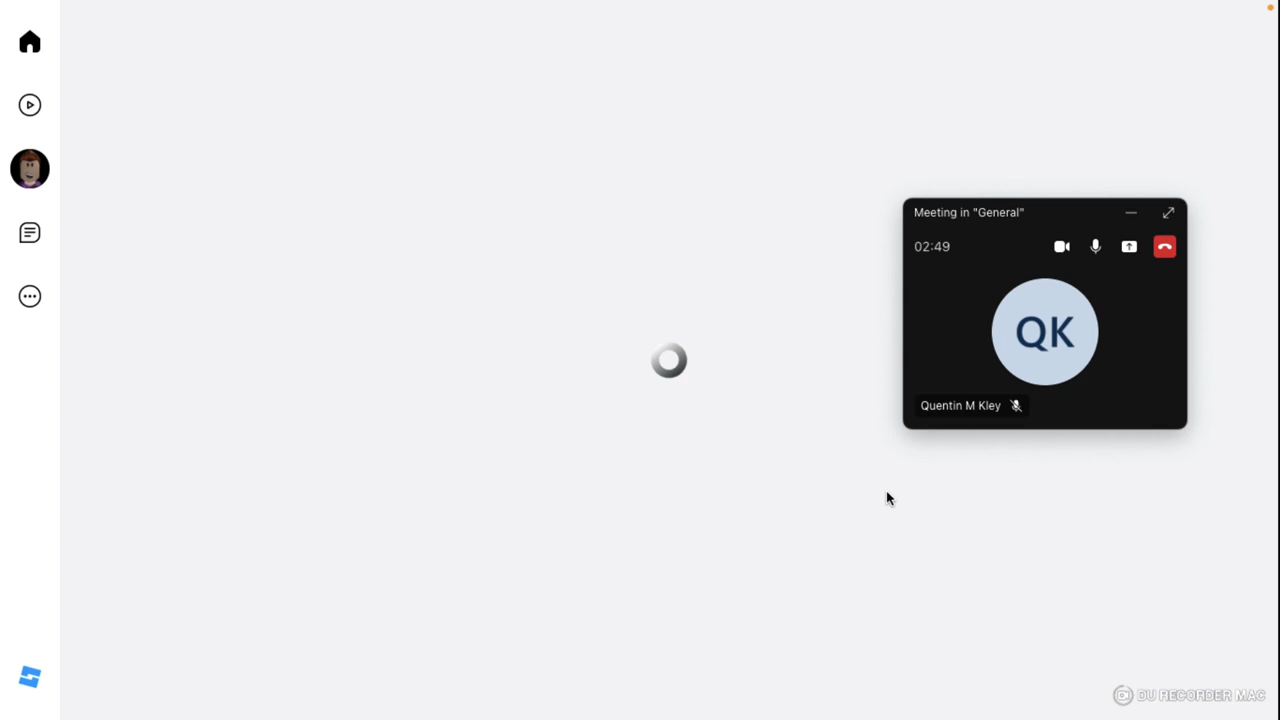 Meeting in "General"
02:49
QK
Quentin M Kley
DU RECORDER MAC